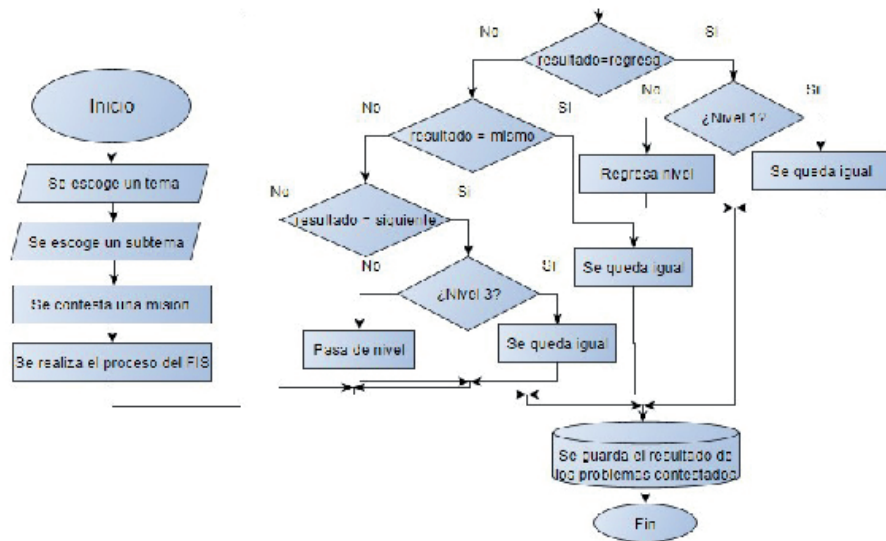 Inicio
Se escoge un tema
Se escoge un subtema
Se contesta una mision
Se realiza el proceso del FIS
No
Si
resultado=regresa
No
Si
No
Si
resultado = mismo
¿Nivel 1?
Regresa nivel
Se queda igual
No
Si
resultado = siguiente
Se queda igual
No
Si
¿Nivel 3?
Pasa de nivel
Se queda igual
Se guarda el resultado de
los problemas contestados
Fin